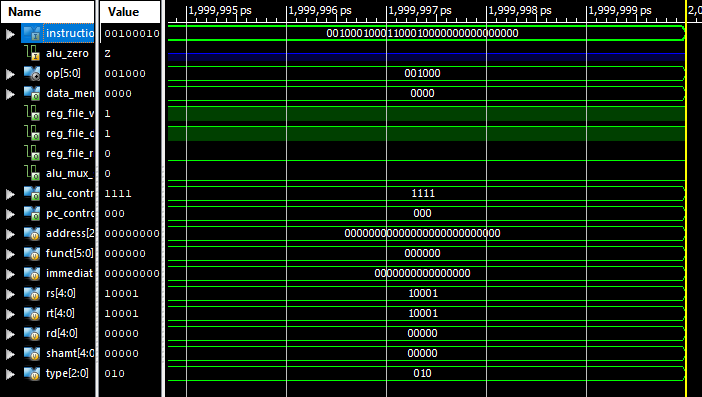 Name Value 1,999,995 ps 1,999,996 ps 1,999,997 ps 1,999,998 ps 1,999,999 ps 2,0
instructio 00100010 00100010001100010000000000000000
alu_zero Z
op[5:0] 001000 001000
data_mem 0000 0000
reg_file_v 1
reg_file_c 1
reg_file_r 0
alu_mux_ 0
alu_contr 1111 1111
pc_contro 000 000
address[2 00000000 00000000000000000000000000
funct[5:0] 000000 000000
immediat 00000000 0000000000000000
rs[4:0] 10001 10001
rt[4:0] 10001 10001
rd[4:0] 00000 00000
shamt[4:0 00000 00000
type[2:0] 010 010